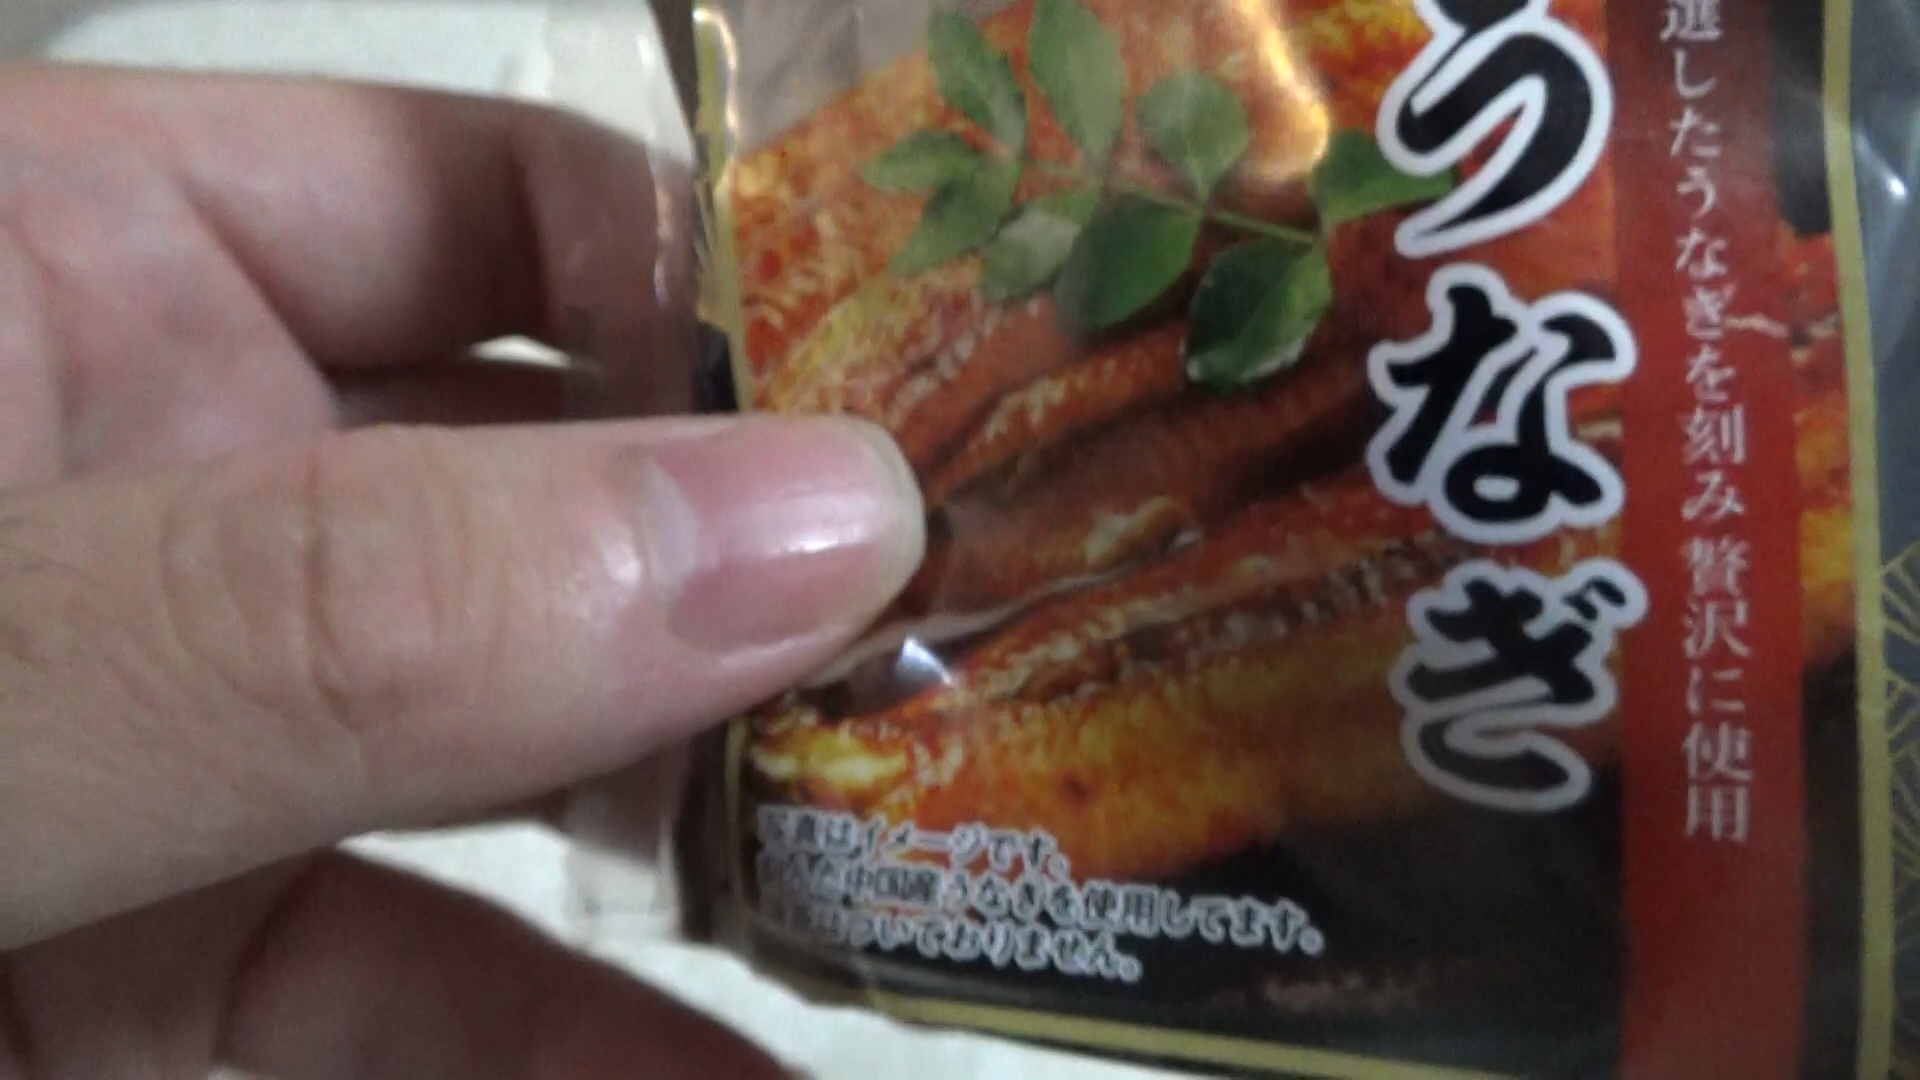 選したうなぎを刻み 贅沢に使用
うなぎ
写真はイメージです。
中国産うなぎを使用してます。
はついておりません。